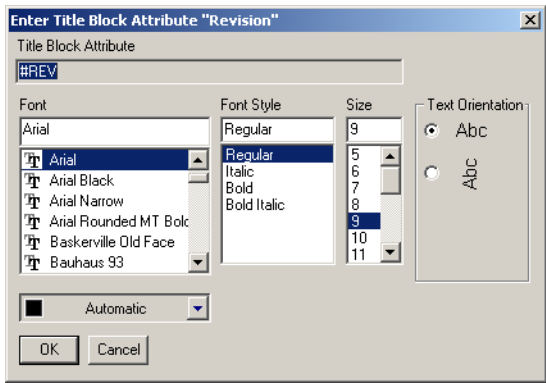 Enter Title Block Attribute "Revision"
Title Block Attribute
#REV
Font
Font Style
Size
Text Orientation
Arial
Regular
9
Abc
Arial
Arial Black
Arial Narrow
Arial Rounded MT Bolc
Baskerville Old Face
Bauhaus 93
Regular
Italic
Bold
Bold Italic
5
6
7
8
9
10
11
Abc
Automatic
OK
Cancel